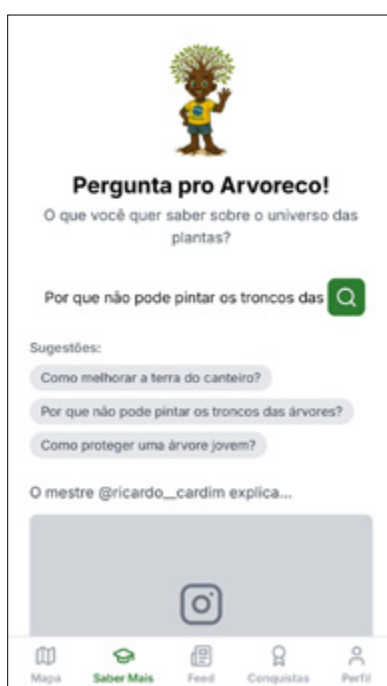 Pergunta pro Arvoreco!
O que você quer saber sobre o universo das
plantas?
Por que não pode pintar os troncos das
Sugestões:
Como melhorar a terra do canteiro?
Por que não pode pintar os troncos das árvores?
Como proteger uma árvore jovem?
O mestre @ricardo__cardim explica...
Mapa
Saber Mais
Feed
Conquistas
Perfil